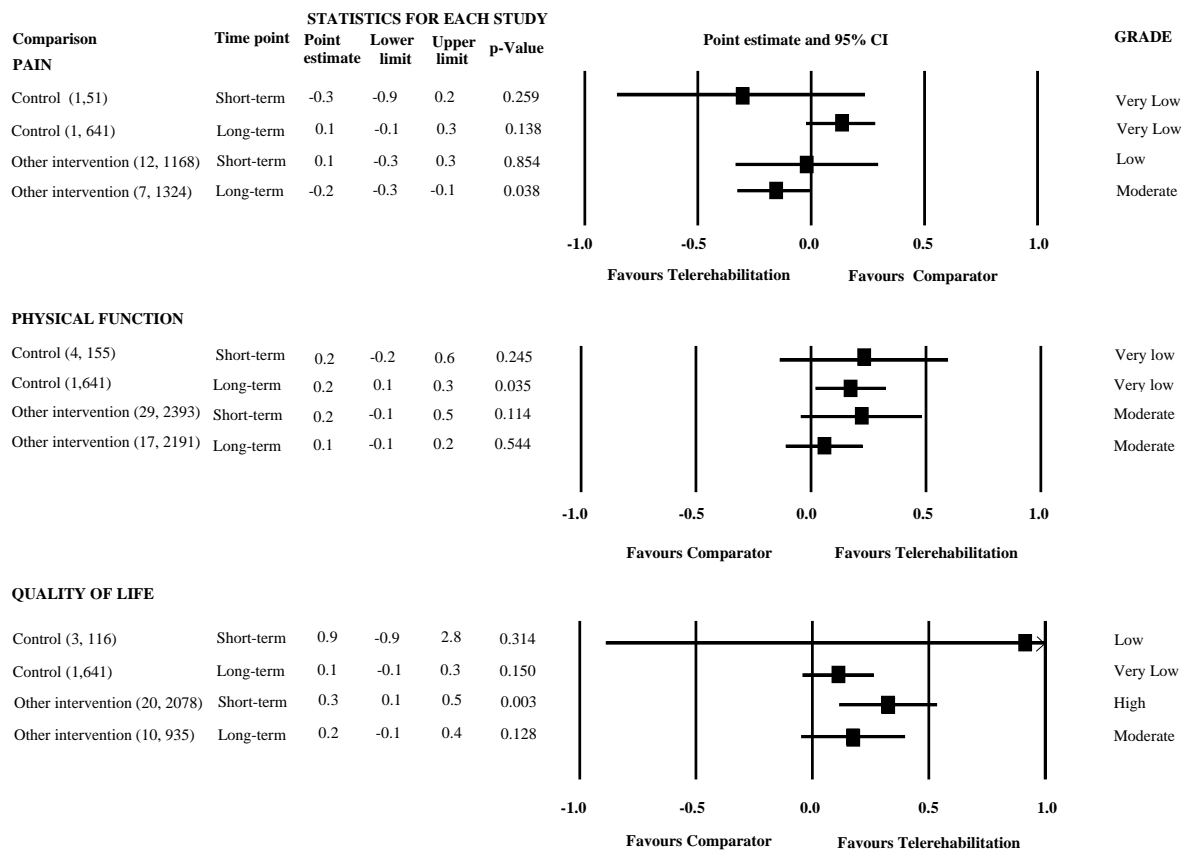 STATISTICS FOR EACH STUDY
Comparison Time point Point estimate Lower limit Upper limit p-Value Point estimate and 95% CI GRADE
PAIN
Control (1,51) Short-term -0.3 -0.9 0.2 0.259 Very Low
Control (1, 641) Long-term 0.1 -0.1 0.3 0.138 Very Low
Other intervention (12, 1168) Short-term 0.1 -0.3 0.3 0.854 Low
Other intervention (7, 1324) Long-term -0.2 -0.3 -0.1 0.038 Moderate
-1.0 -0.5 0.0 0.5 1.0
Favours Telerehabilitation Favours Comparator
PHYSICAL FUNCTION
Control (4, 155) Short-term 0.2 -0.2 0.6 0.245 Very low
Control (1,641) Long-term 0.2 0.1 0.3 0.035 Very low
Other intervention (29, 2393) Short-term 0.2 -0.1 0.5 0.114 Moderate
Other intervention (17, 2191) Long-term 0.1 -0.1 0.2 0.544 Moderate
-1.0 -0.5 0.0 0.5 1.0
Favours Comparator Favours Telerehabilitation
QUALITY OF LIFE
Control (3, 116) Short-term 0.9 -0.9 2.8 0.314 Low
Control (1,641) Long-term 0.1 -0.1 0.3 0.150 Very Low
Other intervention (20, 2078) Short-term 0.3 0.1 0.5 0.003 High
Other intervention (10, 935) Long-term 0.2 -0.1 0.4 0.128 Moderate
-1.0 -0.5 0.0 0.5 1.0
Favours Comparator Favours Telerehabilitation